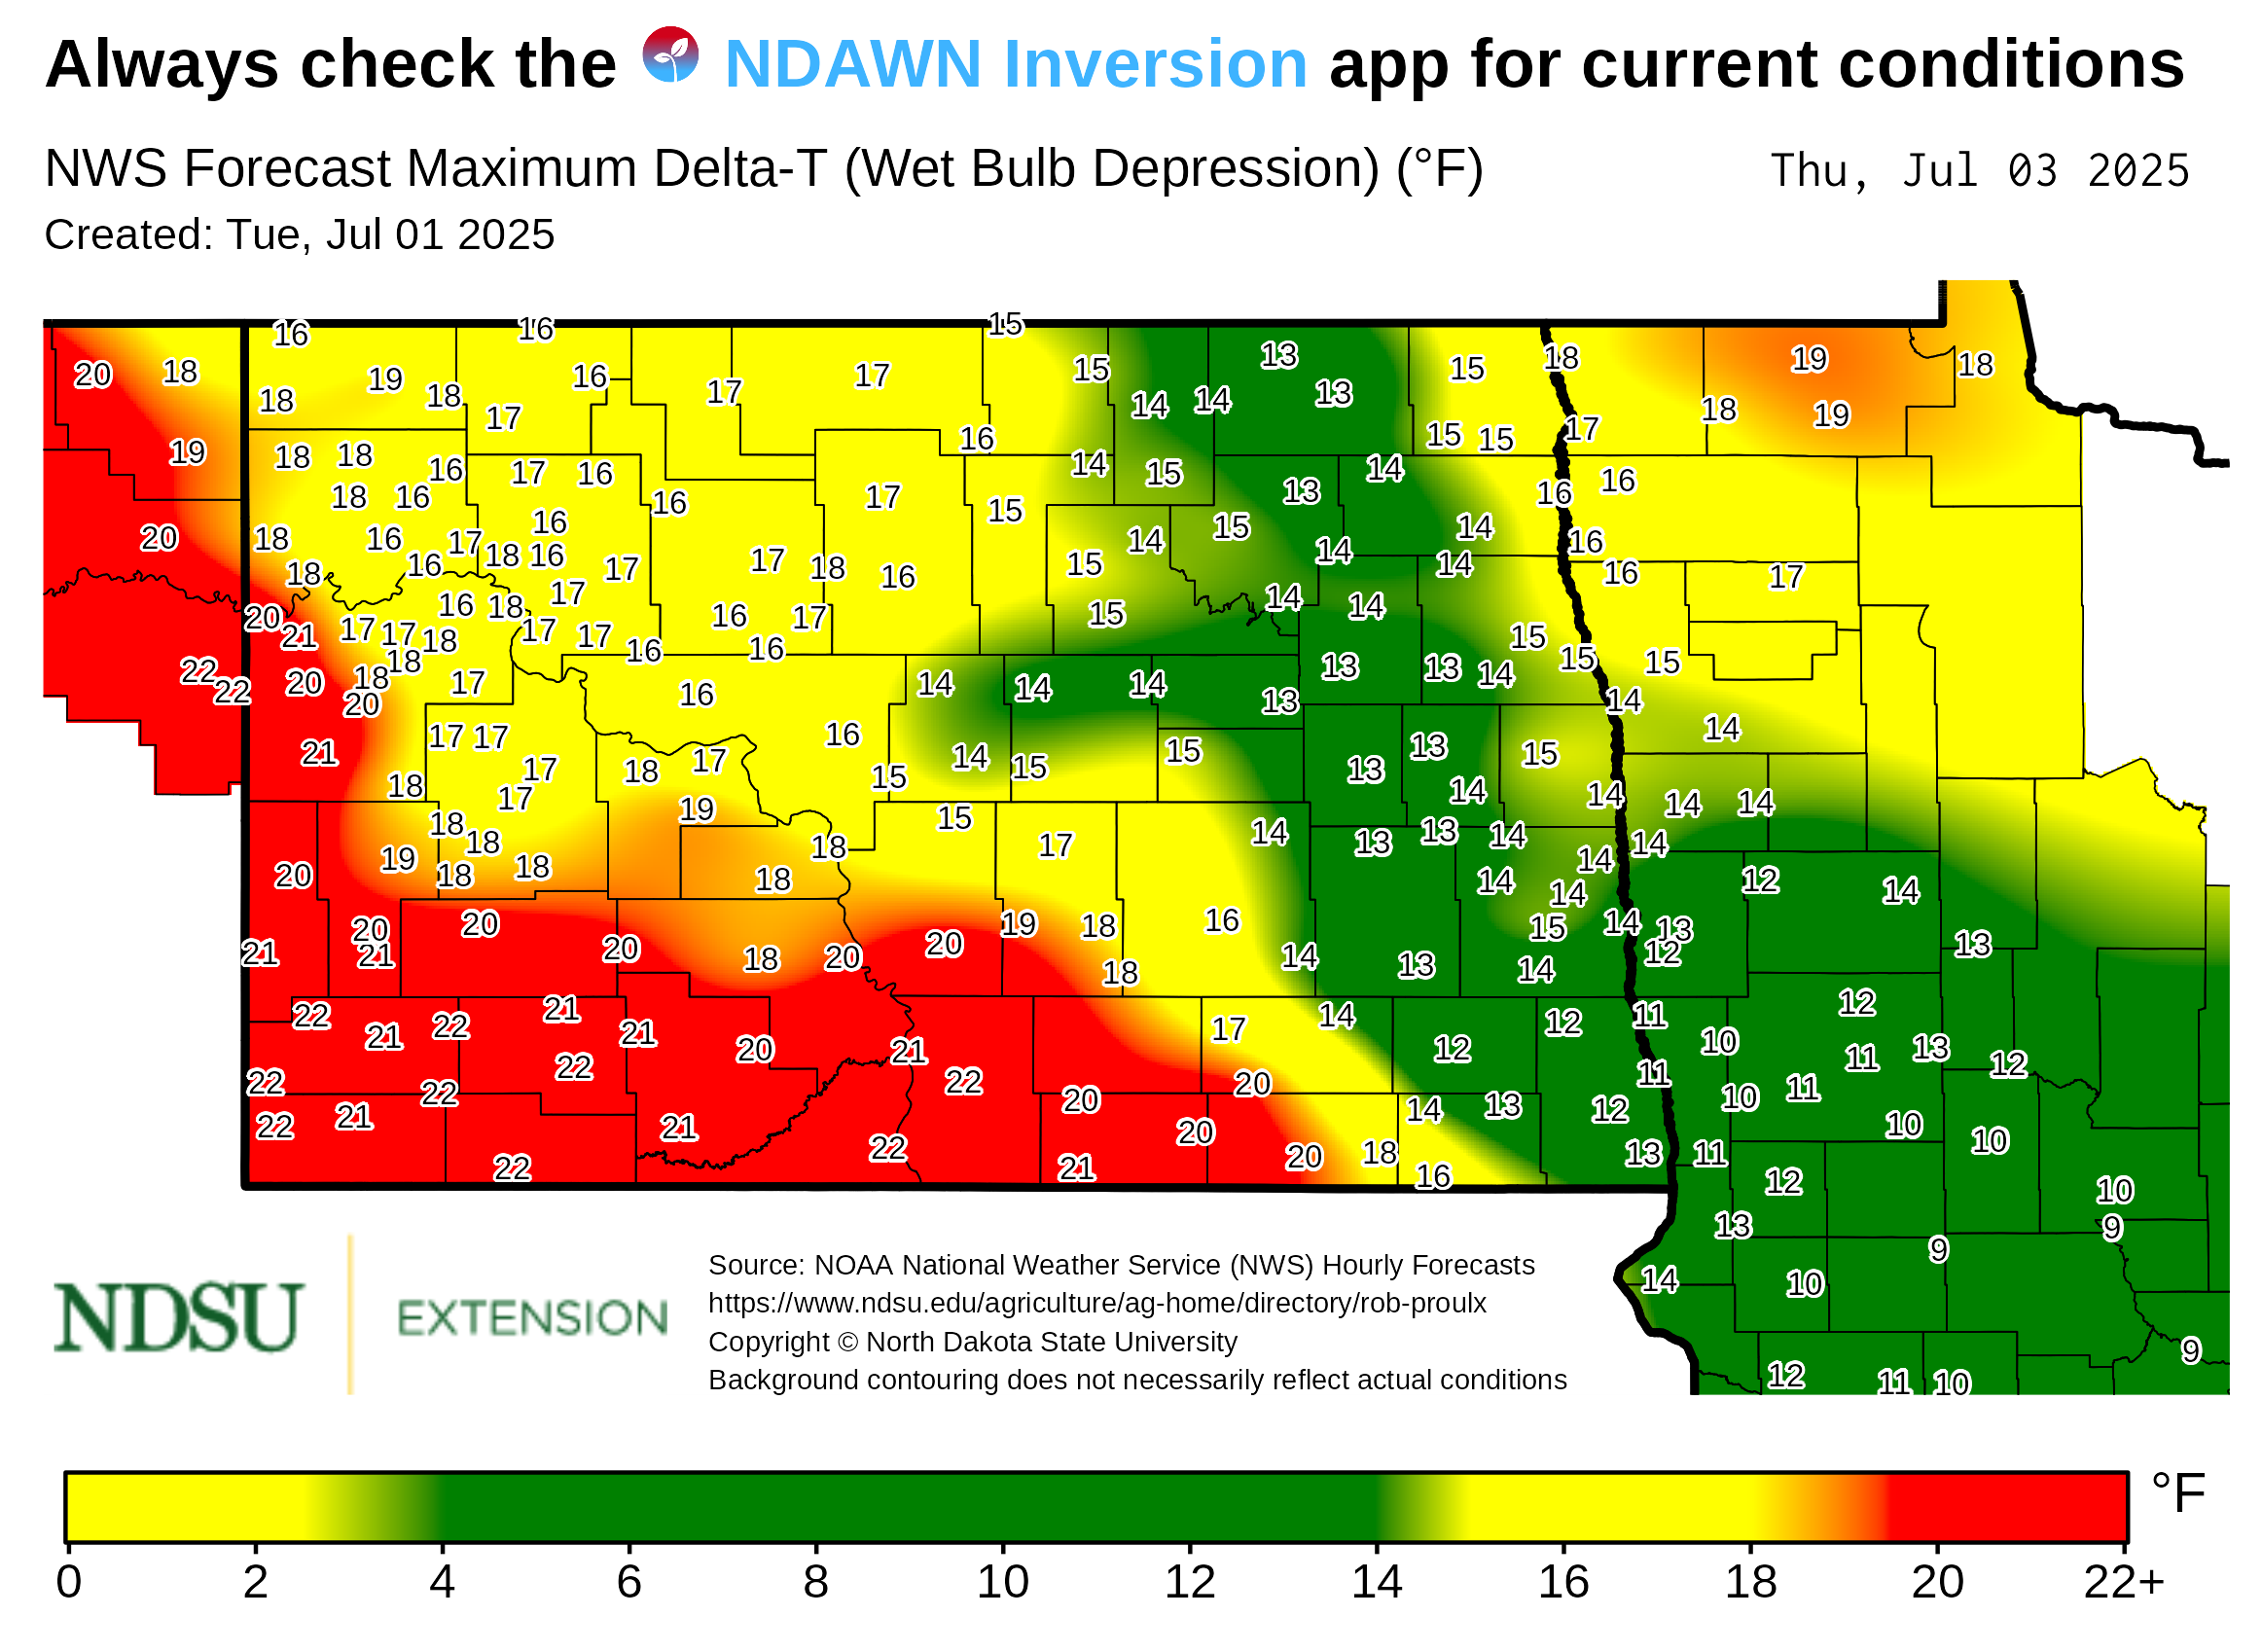 Always check the NDAWN Inversion app for current conditions
NWS Forecast Maximum Delta-T (Wet Bulb Depression) (°F) Thu, Jul 03 2025
Created: Tue, Jul 01 2025
16 16 15
20 18 18 19 18 16 17 17 15 13 15 18 19 18
17 16 14 14 13 15 15 17 18 19
19 18 18 16 17 16 16 17 14 15 13 14 16 16
18 16 15
20 18 16 17 16 18 16 17 17 18 16 14 15 14 14 16
18 16 15 14 16 17
20 21 17 17 18 16 18 17 17 17 16 16 17 16 15 14 14 15 15 15
22 22 20 18 18 20 17 16 14 14 14 13 13 13 14 14
21 17 17 17 18 17 16 15 14 15 15 13 13 15 14
18 17 18 19 15 14 14 14 14
20 19 18 18 18 18 18 17 14 13 13 14 14 12 14
21 20 21 20 20 18 20 20 19 18 18 16 14 13 14 14 15 14 14 13 12 13
22 21 22 21 22 21 20 21 22 17 14 12 12 11 10 12 11 13 12
22 21 22 22 21 22 20 20 20 14 13 12 11 10 11 10 10
22 21 20 18 16 13 11 12 10 9
13 9
14 10
9
12 11 10
NDSU EXTENSION
Source: NOAA National Weather Service (NWS) Hourly Forecasts
https://www.ndsu.edu/agriculture/ag-home/directory/rob-proulx
Copyright © North Dakota State University
Background contouring does not necessarily reflect actual conditions
°F
0 2 4 6 8 10 12 14 16 18 20 22+